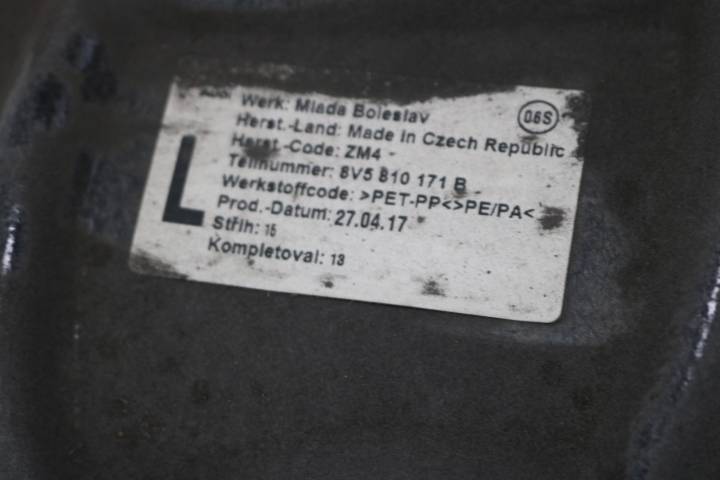 Werk: Mlada Boleslav
06S
Herst.-Land: Made in Czech Republic
Herst.-Code: ZM4 -
Teilnummer: 8V5 810 171 B
Werkstoffcode: >PET-PP<>PE/PA<
Prod.-Datum: 27.04.17
Střih: 15
Kompletoval: 13
L